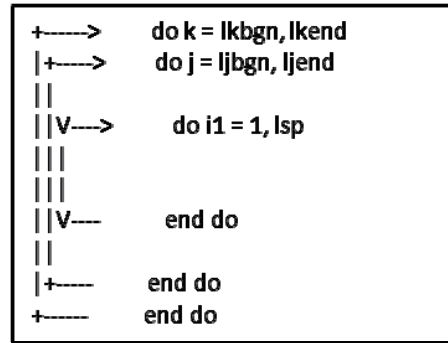 +------>      do k = lkbgn, lkend
|+----->      do j = ljbgn, ljend
||
||V---->        do i1 = 1, lsp
|||
|||
||V----        end do
||
|+-----      end do
+------      end do